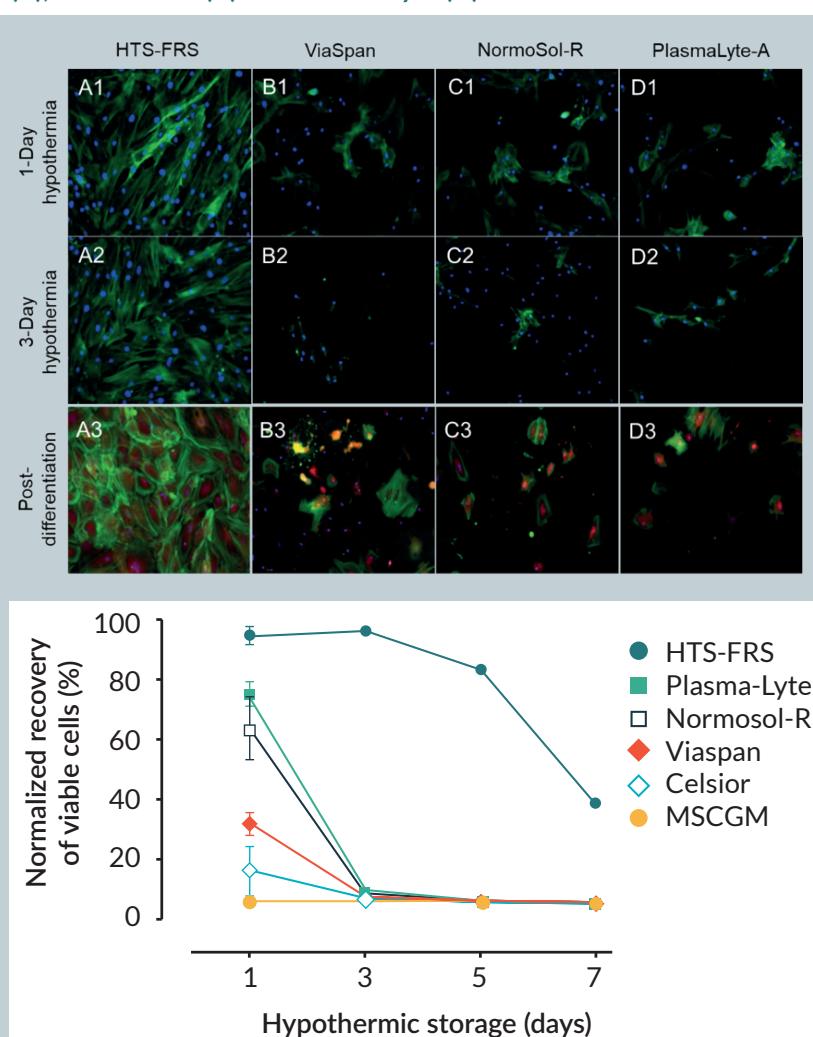 HTS-FRS
ViaSpan
NormoSol-R
PlasmaLyte-A
1-Day
hypothermia
A1
B1
C1
D1
3-Day
hypothermia
A2
B2
C2
D2
Post-
differentiation
A3
B3
C3
D3
Normalized recovery
of viable cells (%)
100
80
60
40
20
0
1
3
5
7
Hypothermic storage (days)
HTS-FRS
Plasma-Lyte
Normosol-R
Viaspan
Celsior
MSCGM